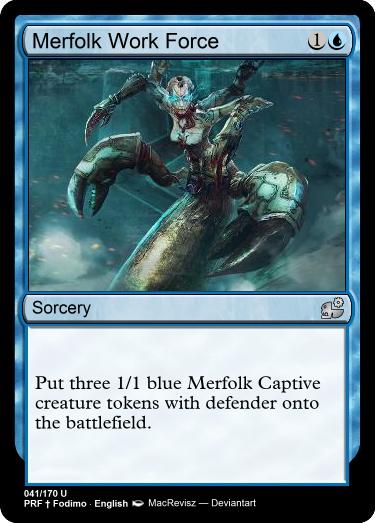 Merfolk Work Force 1
Sorcery
Put three 1/1 blue Merfolk Captive
creature tokens with defender onto
the battlefield.
041/170 U
PRF † Fodimo · English MacRevisz — Deviantart